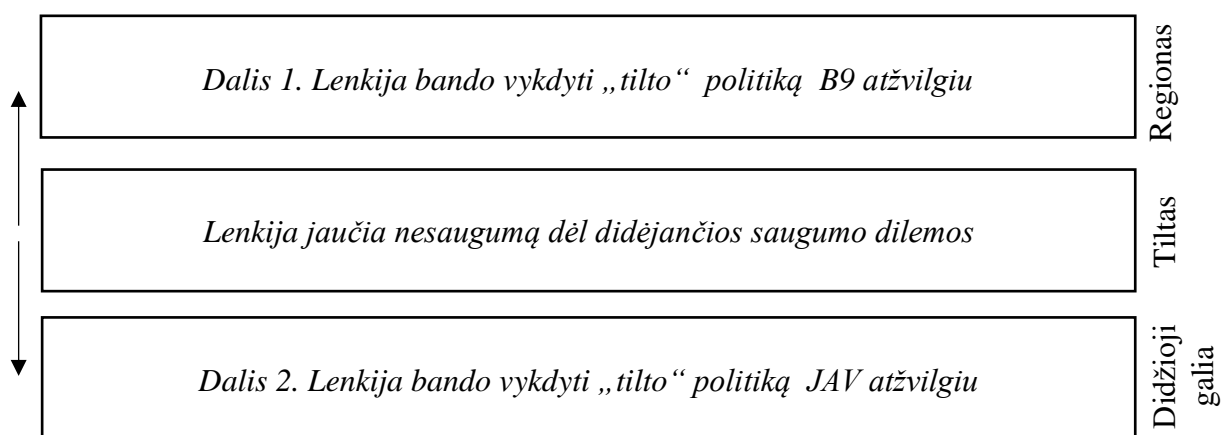 Dalis 1. Lenkija bando vykdyti „tilto“ politiką B9 atžvilgiu
Regionas
Lenkija jaučia nesaugumą dėl didėjančios saugumo dilemos
Tiltas
Dalis 2. Lenkija bando vykdyti „tilto“ politiką JAV atžvilgiu
Didžioji
galia